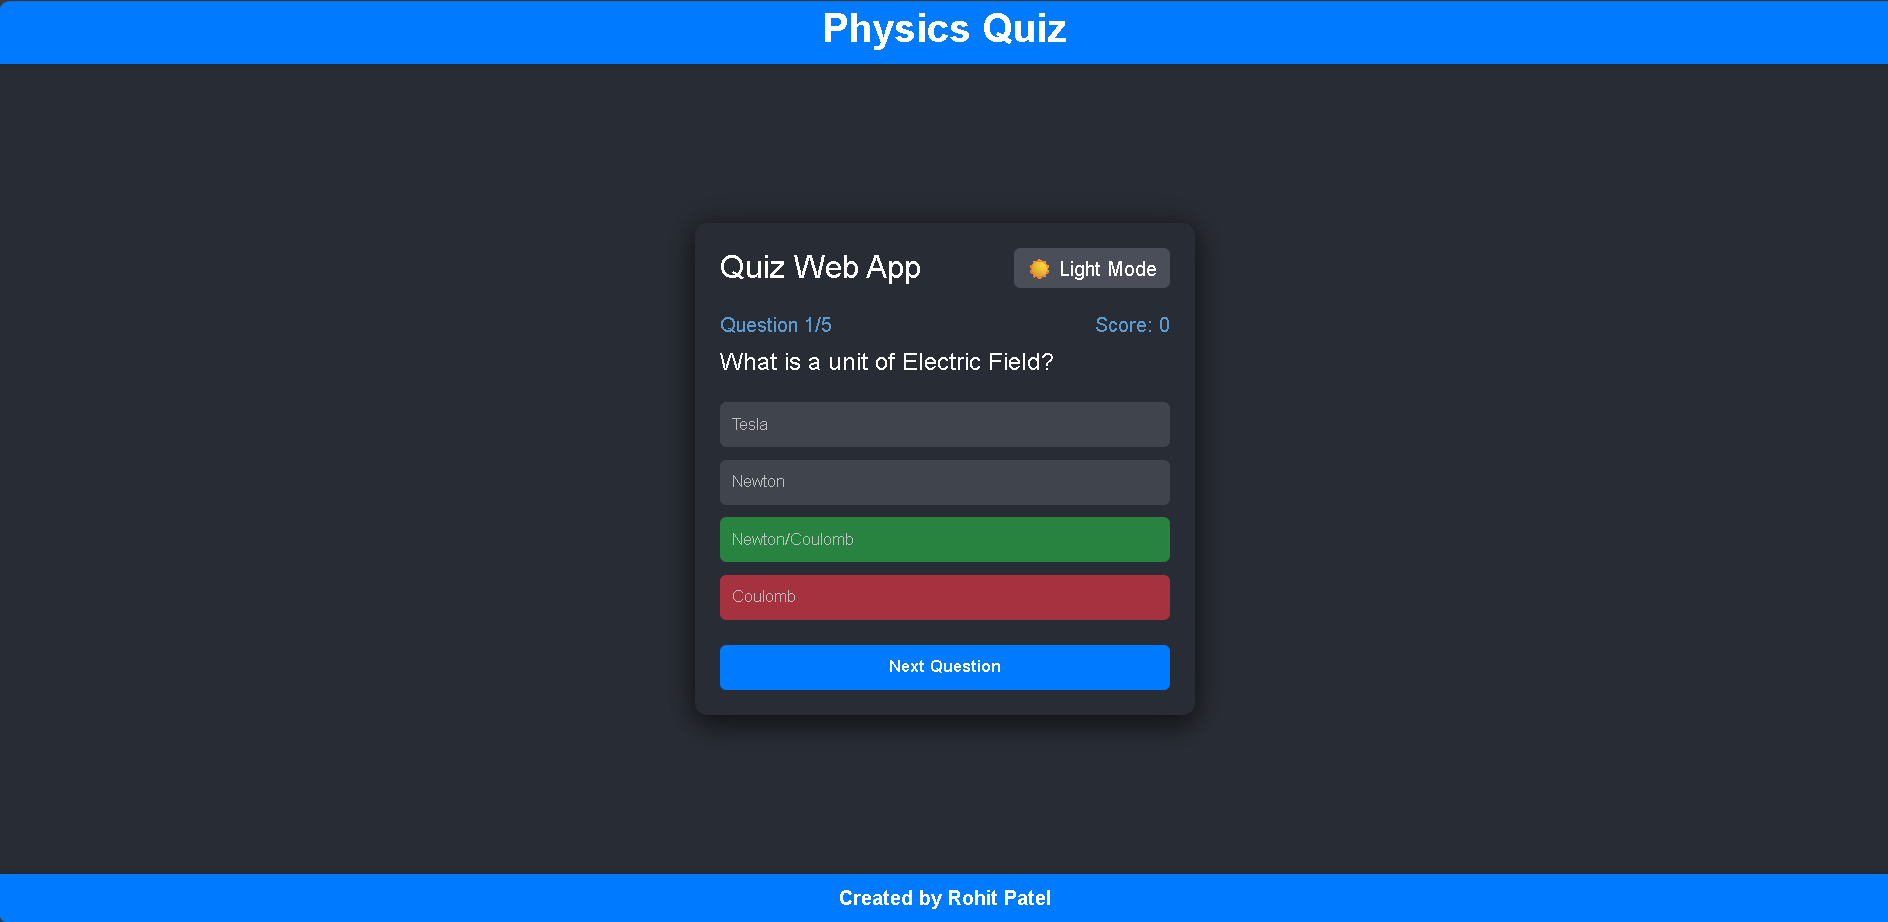 Physics Quiz
Quiz Web App
Light Mode
Question 1/5
Score: 0
What is a unit of Electric Field?
Tesla
Newton
Newton/Coulomb
Coulomb
Next Question
Created by Rohit Patel